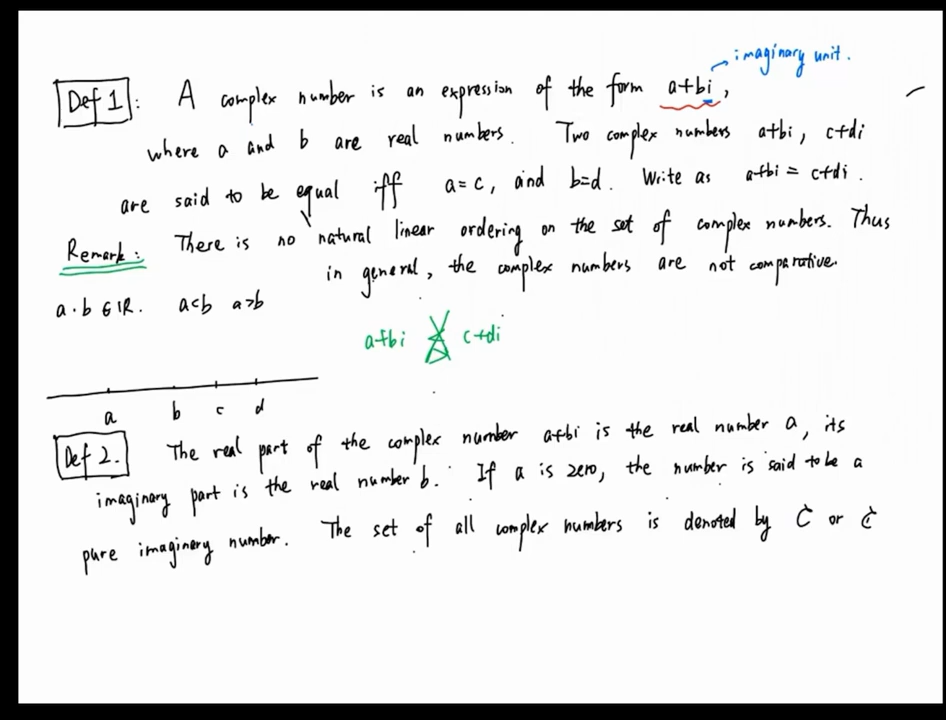 imaginary unit.
Def 1: A complex number is an expression of the form a+bi,
where a and b are real numbers. Two complex numbers a+bi, c+di
are said to be equal iff a=c, and b=d. Write as a+bi = c+di.
Remark: There is no natural linear ordering on the set of complex numbers. Thus
in general, the complex numbers are not comparative.
a.b ∈ IR. a<b a>b
a+bi c+di
a b c d
Def 2. The real part of the complex number a+bi is the real number a, its
imaginary part is the real number b. If a is zero, the number is said to be a
pure imaginary number. The set of all complex numbers is denoted by C or ℂ